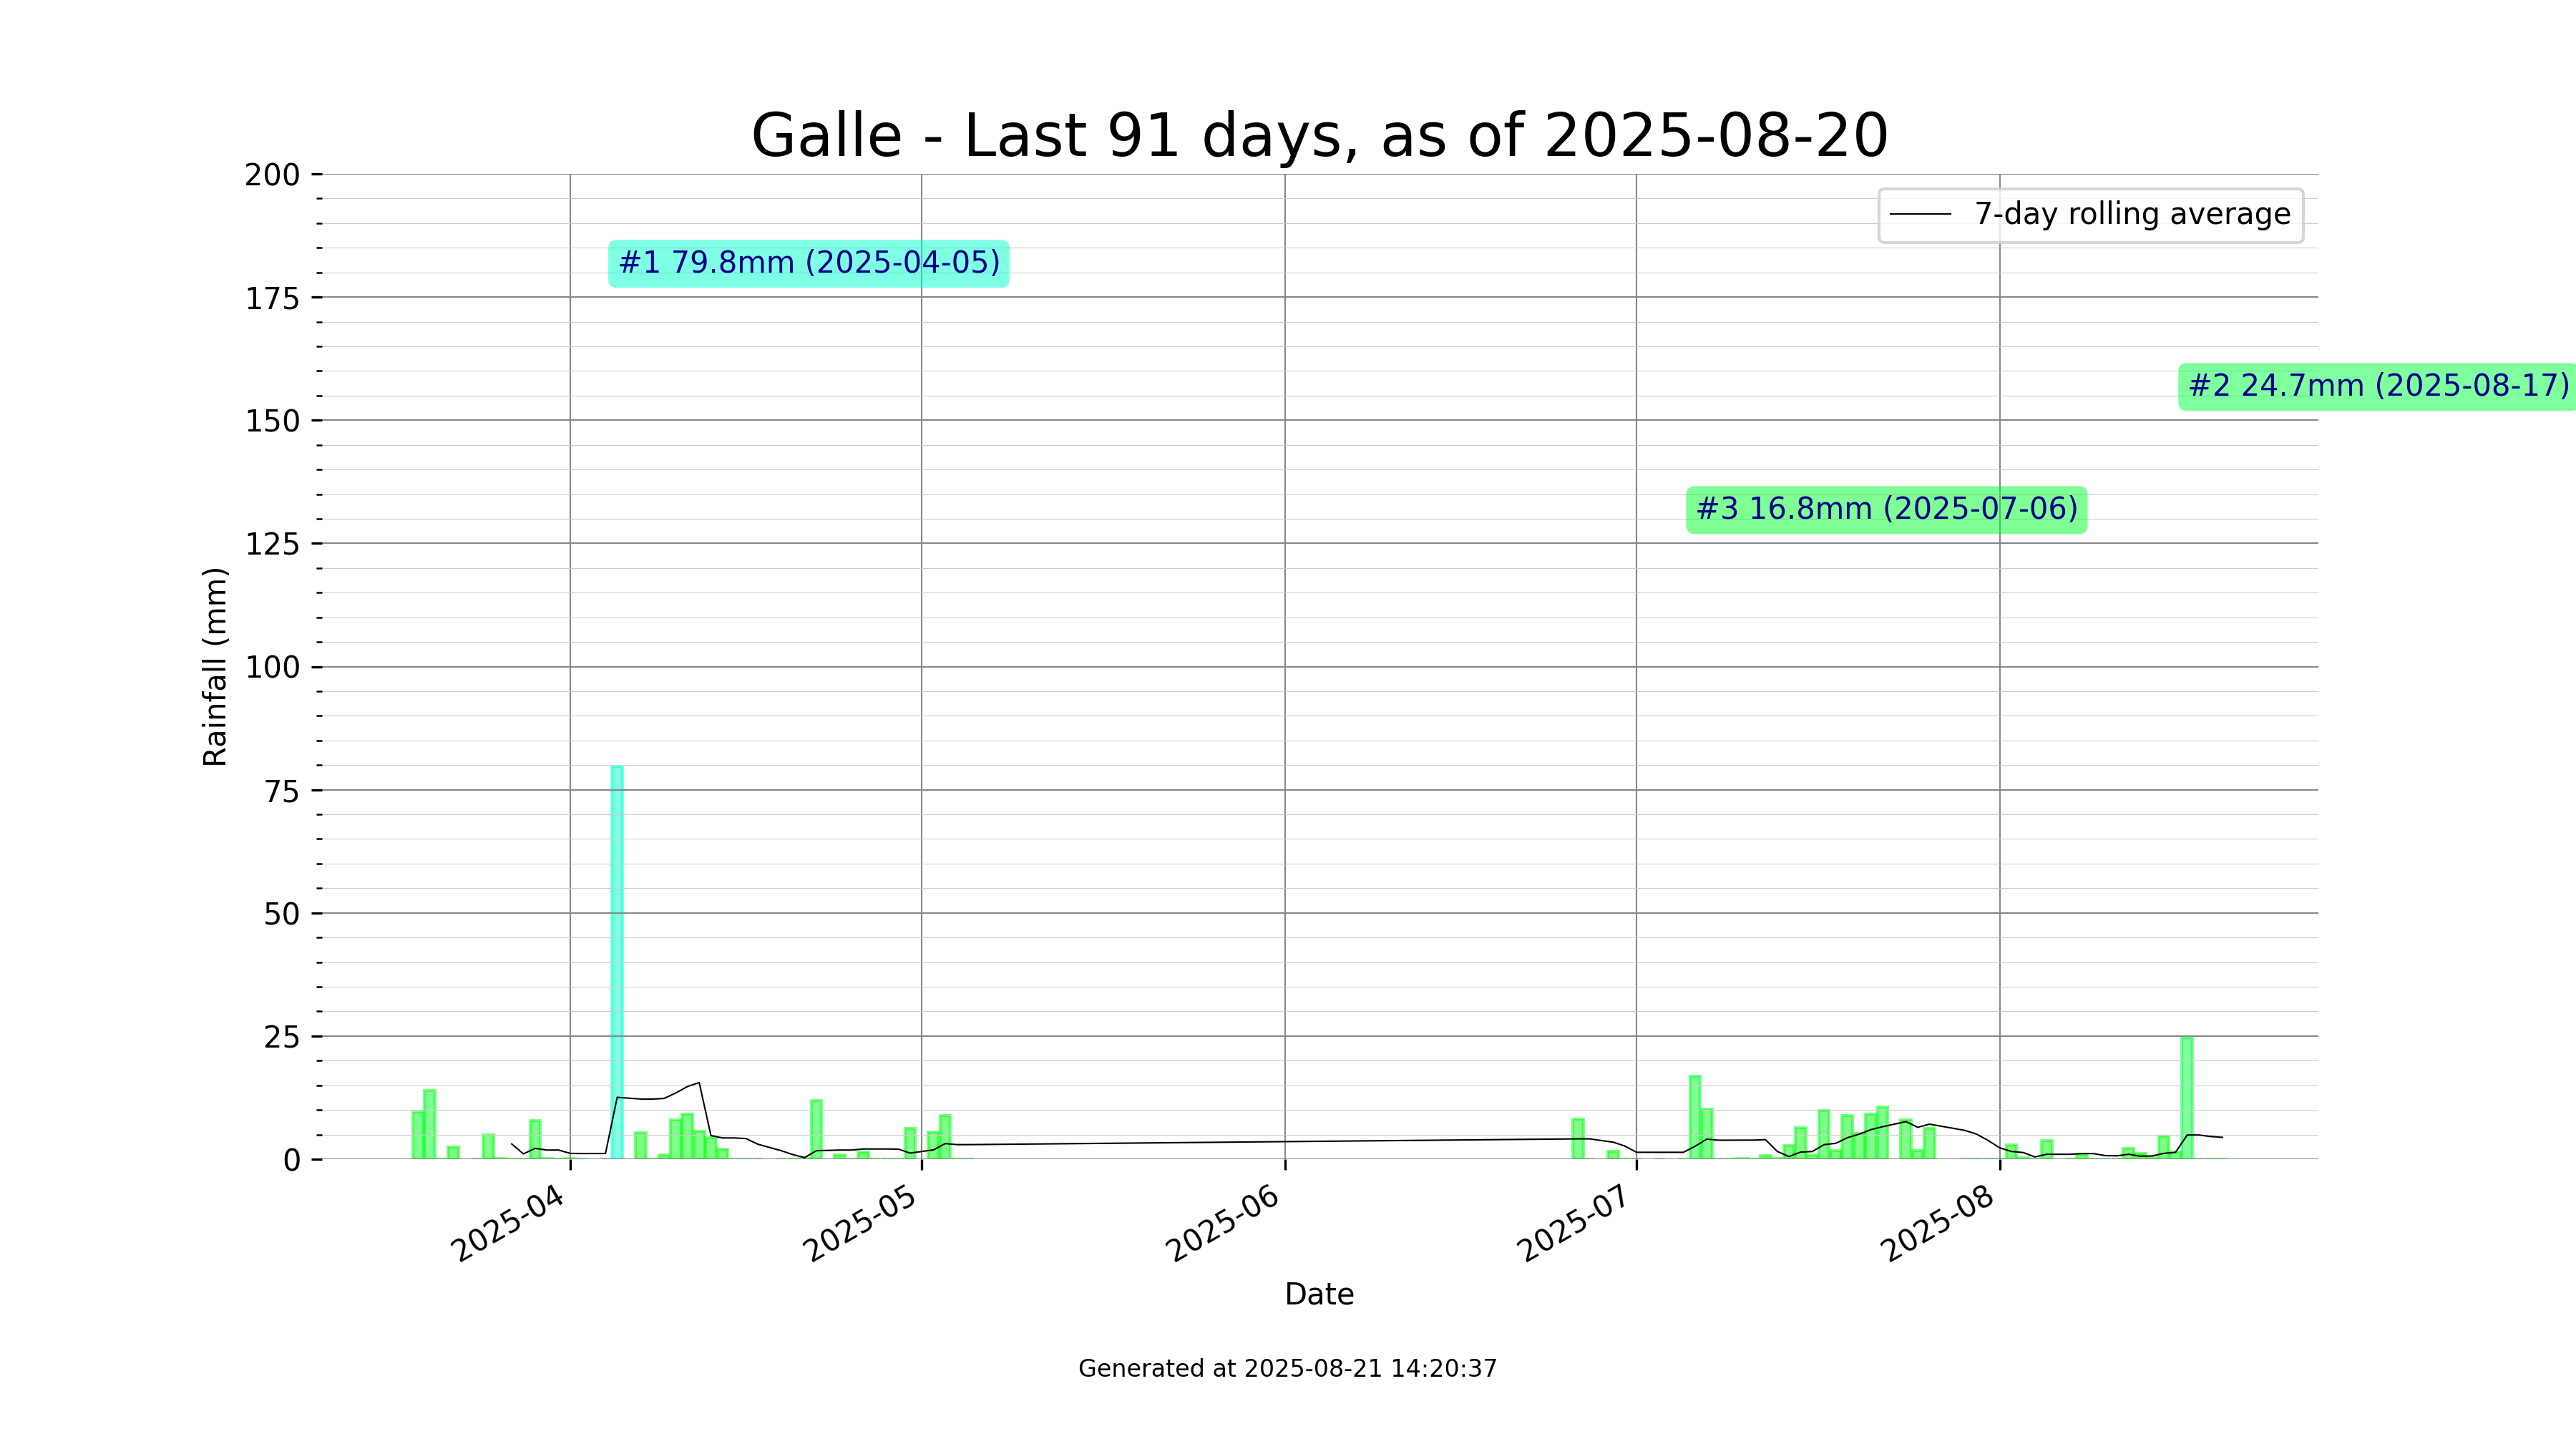 Galle - Last 91 days, as of 2025-08-20
7-day rolling average
#1 79.8mm (2025-04-05)
#2 24.7mm (2025-08-17)
#3 16.8mm (2025-07-06)
Rainfall (mm)
200
175
150
125
100
75
50
25
0
2025-04
2025-05
2025-06
2025-07
2025-08
Date
Generated at 2025-08-21 14:20:37